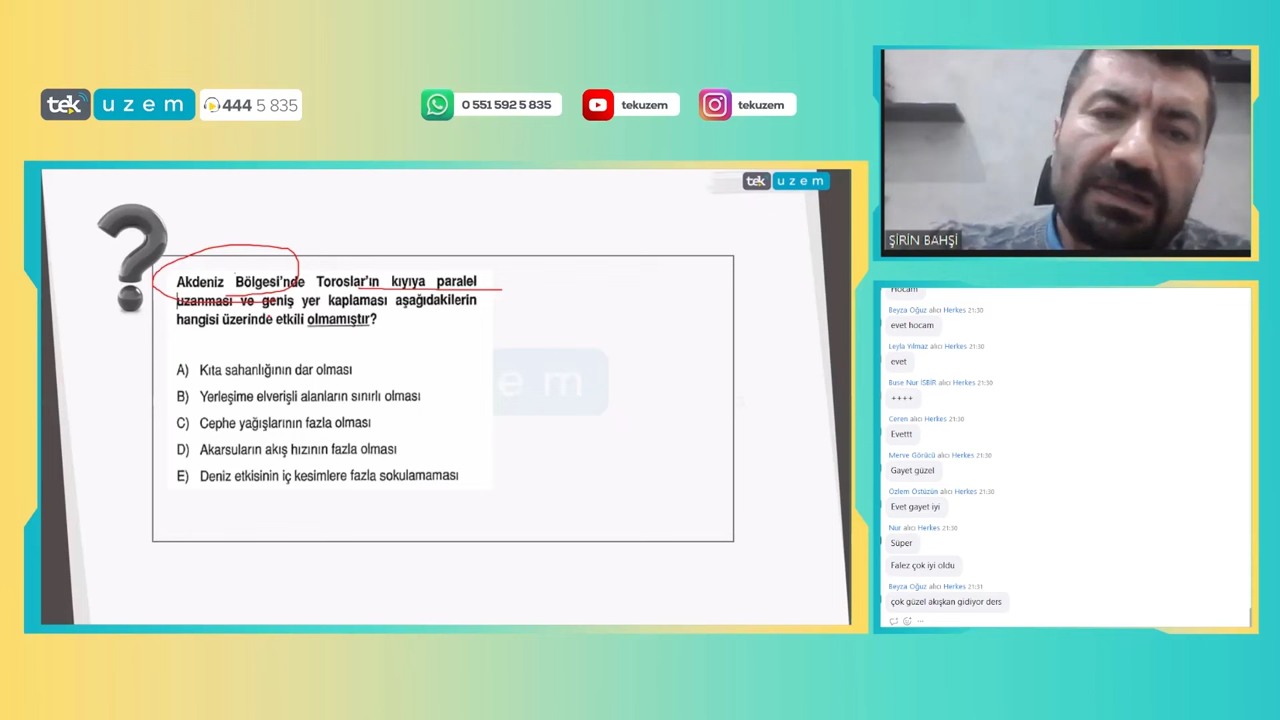 tek uzem 444 5 835
0 551 592 5 835
tekuzem
tekuzem
tek uzem
Akdeniz Bölgesi'nde Toroslar'ın kıyıya paralel
uzanması ve geniş yer kaplaması aşağıdakilerin
hangisi üzerinde etkili olmamıştır?
A) Kıta sahanlığının dar olması
B) Yerleşime elverişli alanların sınırlı olması
C) Cephe yağışlarının fazla olması
D) Akarsuların akış hızının fazla olması
E) Deniz etkisinin iç kesimlere fazla sokulamaması
e m
ŞİRİN BAHŞİ
Hocam
Beyza Oğuz alıcı Herkes 21:30
evet hocam
Leyla Yılmaz alıcı Herkes 21:30
evet
Buse Nur İSBİR alıcı Herkes 21:30
++++
Ceren alıcı Herkes 21:30
Evettt
Merve Görücü alıcı Herkes 21:30
Gayet güzel
Özlem Üstüzün alıcı Herkes 21:30
Evet gayet iyi
Nur alıcı Herkes 21:30
Süper
Falez çok iyi oldu
Beyza Oğuz alıcı Herkes 21:31
çok güzel akışkan gidiyor ders